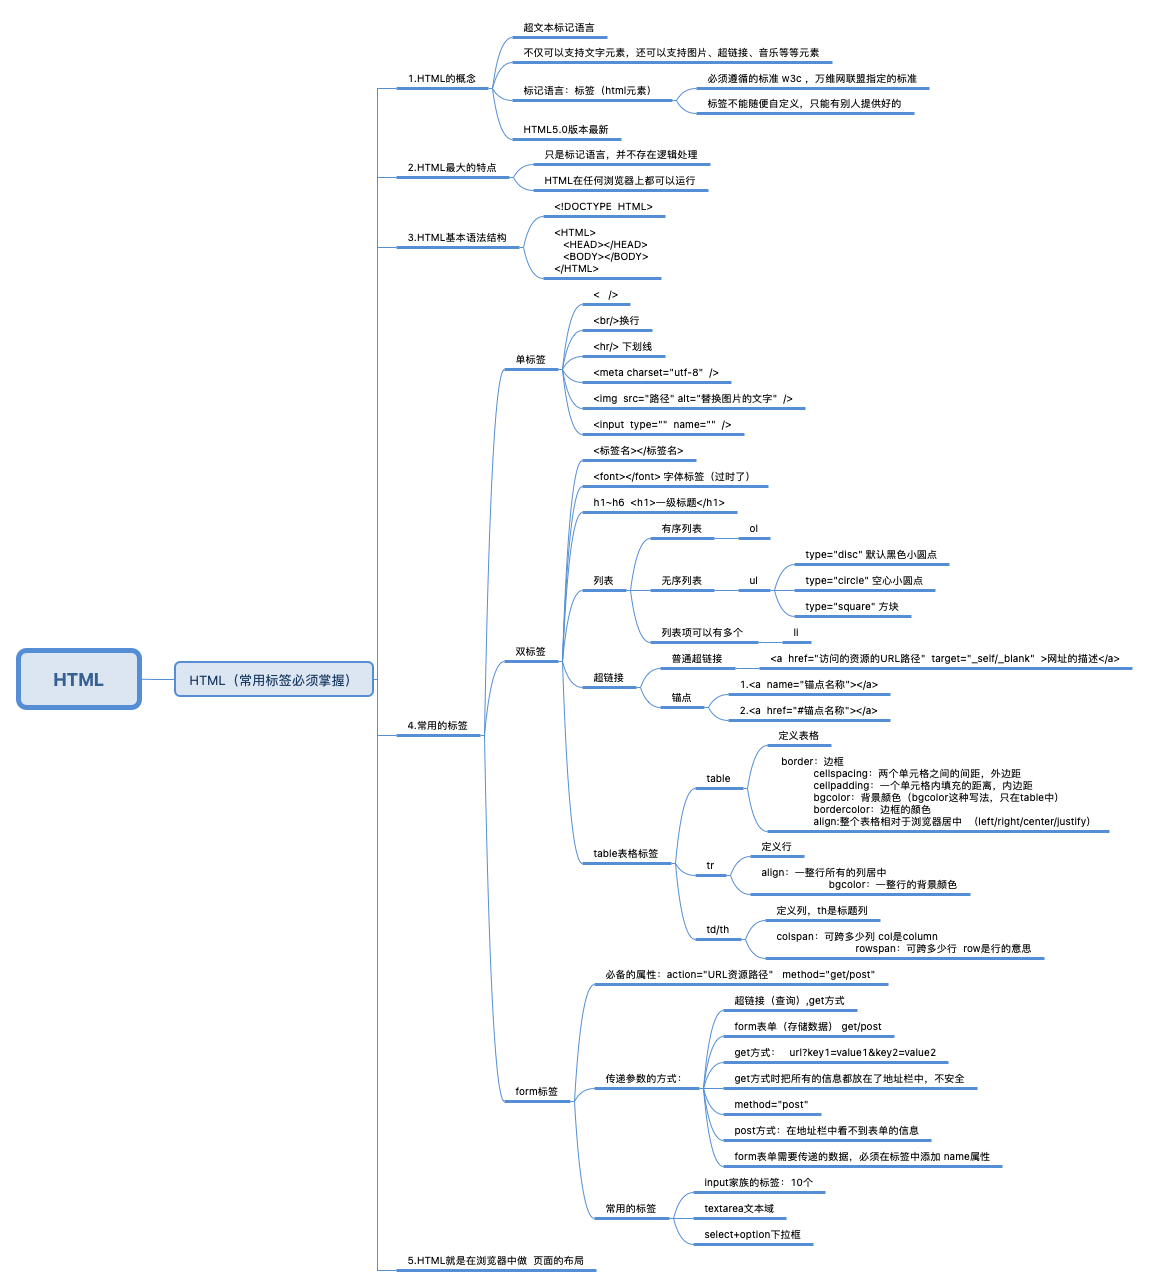 HTML
HTML（常用标签必须掌握）
1.HTML的概念
超文本标记语言
不仅可以支持文字元素，还可以支持图片、超链接、音乐等等元素
标记语言：标签（html元素）
必须遵循的标准 w3c ，万维网联盟指定的标准
标签不能随便自定义，只能有别人提供好的
HTML5.0版本最新
2.HTML最大的特点
只是标记语言，并不存在逻辑处理
HTML在任何浏览器上都可以运行
3.HTML基本语法结构
<!DOCTYPE HTML>
<HTML>
<HEAD></HEAD>
<BODY></BODY>
</HTML>
4.常用的标签
单标签
< />
<br/>换行
<hr/> 下划线
<meta charset="utf-8" />
<img src="路径" alt="替换图片的文字" />
<input type="" name="" />
双标签
<标签名></标签名>
<font></font> 字体标签（过时了）
h1~h6 <h1>一级标题</h1>
列表
有序列表
ol
无序列表
ul
type="disc" 默认黑色小圆点
type="circle" 空心小圆点
type="square" 方块
列表项可以有多个
li
超链接
普通超链接
<a href="访问的资源的URL路径" target="_self/_blank" >网址的描述</a>
锚点
1.<a name="锚点名称"></a>
2.<a href="#锚点名称"></a>
table表格标签
table
定义表格
border：边框
cellspacing：两个单元格之间的间距，外边距
cellpadding：一个单元格内填充的距离，内边距
bgcolor：背景颜色（bgcolor这种写法，只在table中）
bordercolor：边框的颜色
align:整个表格相对于浏览器居中 （left/right/center/justify）
tr
定义行
align：一整行所有的列居中
bgcolor：一整行的背景颜色
td/th
定义列，th是标题列
colspan：可跨多少列 col是column
rowspan：可跨多少行 row是行的意思
form标签
必备的属性：action="URL资源路径" method="get/post"
传递参数的方式：
超链接（查询）,get方式
form表单（存储数据） get/post
get方式： url?key1=value1&key2=value2
get方式时把所有的信息都放在了地址栏中，不安全
method="post"
post方式：在地址栏中看不到表单的信息
form表单需要传递的数据，必须在标签中添加 name属性
常用的标签
input家族的标签：10个
textarea文本域
select+option下拉框
5.HTML就是在浏览器中做 页面的布局